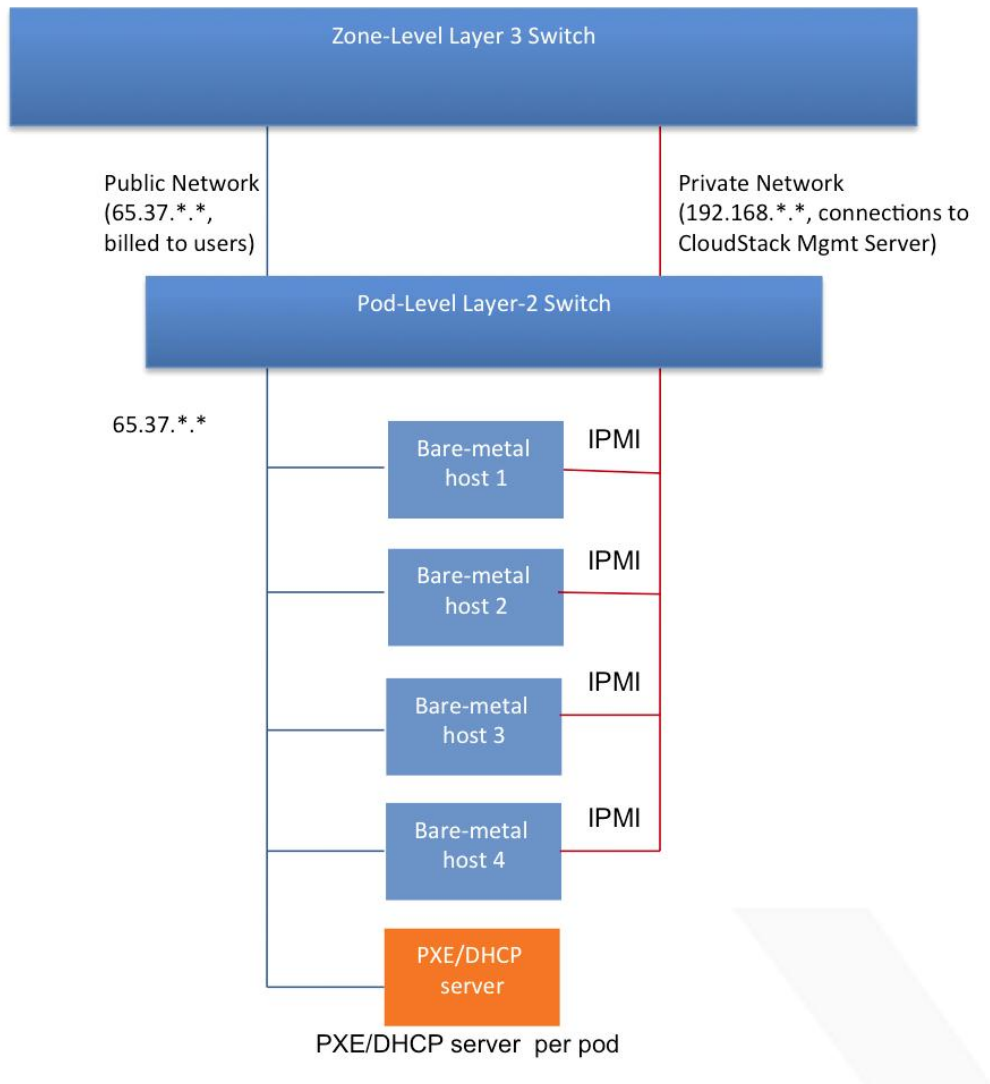 Zone-Level Layer 3 Switch
Public Network
(65.37.*.*,
billed to users)
Private Network
(192.168.*.*, connections to
CloudStack Mgmt Server)
Pod-Level Layer-2 Switch
65.37.*.*
Bare-metal
host 1
IPMI
Bare-metal
host 2
IPMI
Bare-metal
host 3
IPMI
Bare-metal
host 4
IPMI
PXE/DHCP
server
PXE/DHCP server per pod